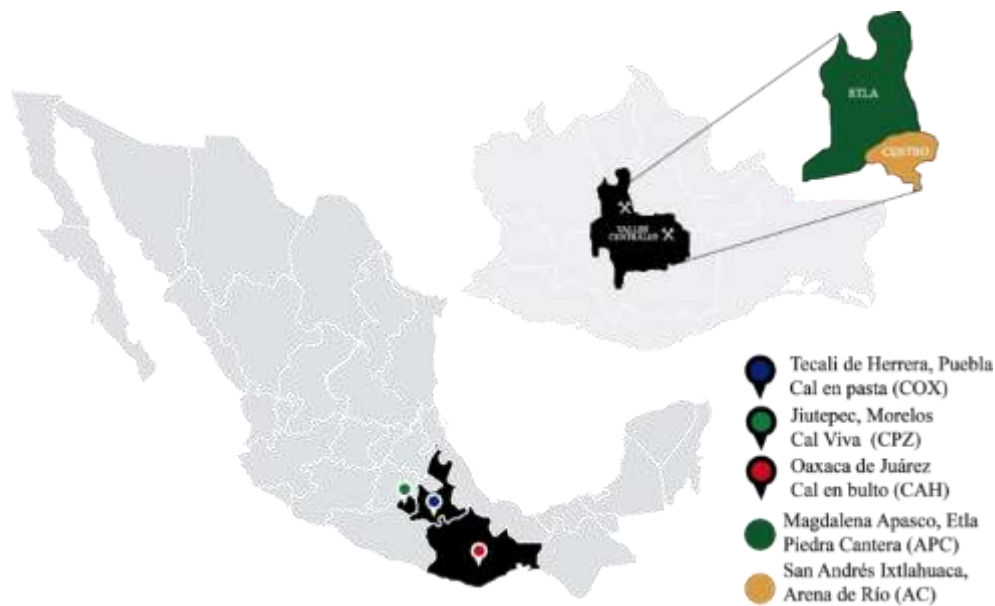 ETLA
CENTRO
VALLES
CENTRALES
Tecali de Herrera, Puebla
Cal en pasta (COX)
Jiutepec, Morelos
Cal Viva (CPZ)
Oaxaca de Juárez
Cal en bulto (CAH)
Magdalena Apasco, Etla
Piedra Cantera (APC)
San Andrés Ixtlahuaca,
Arena de Río (AC)